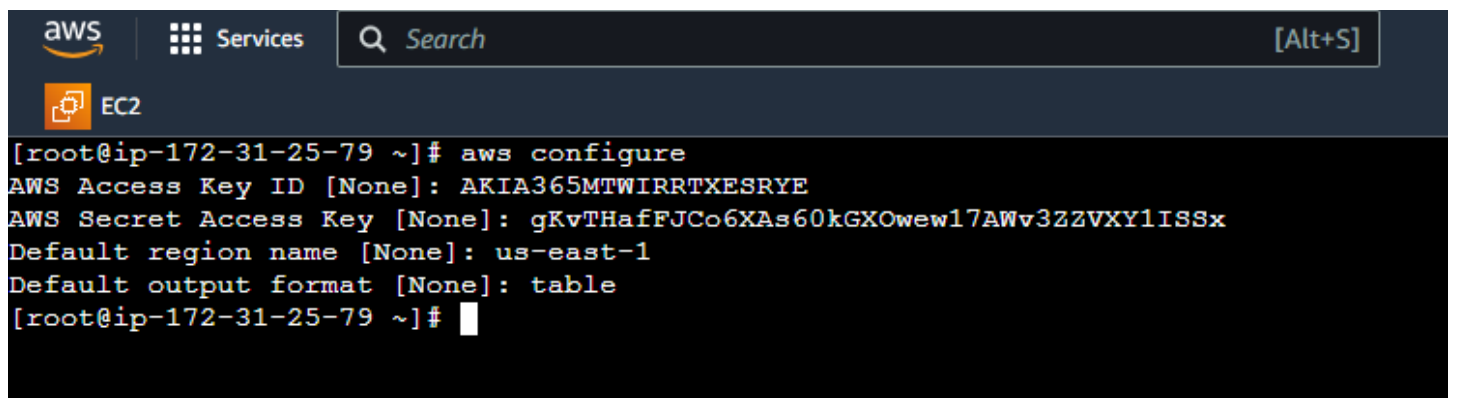 aws
Services
Search
[Alt+S]
EC2
[root@ip-172-31-25-79 ~]# aws configure
AWS Access Key ID [None]: AKIA365MTWIRRTXESRYE
AWS Secret Access Key [None]: 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
Default region name [None]: us-east-1
Default output format [None]: table
[root@ip-172-31-25-79 ~]#